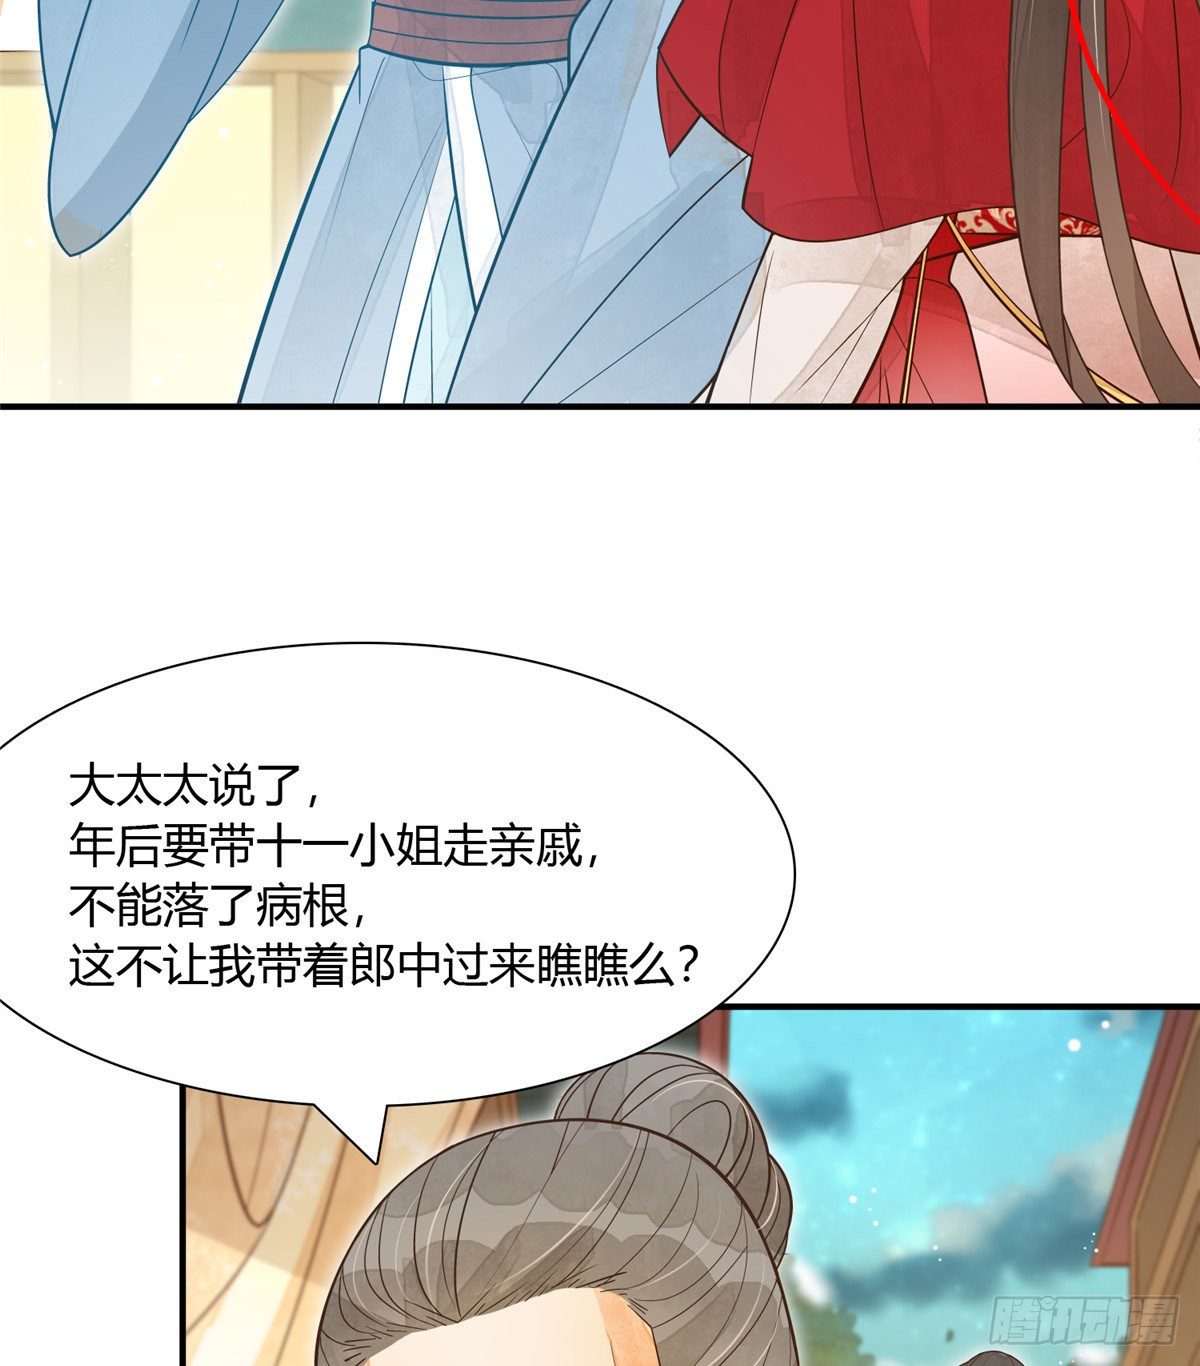 大太太说了,
年后要带十一小姐走亲戚,
不能落了病根,
这不让我带着郎中过来瞧瞧么?
腾讯动漫